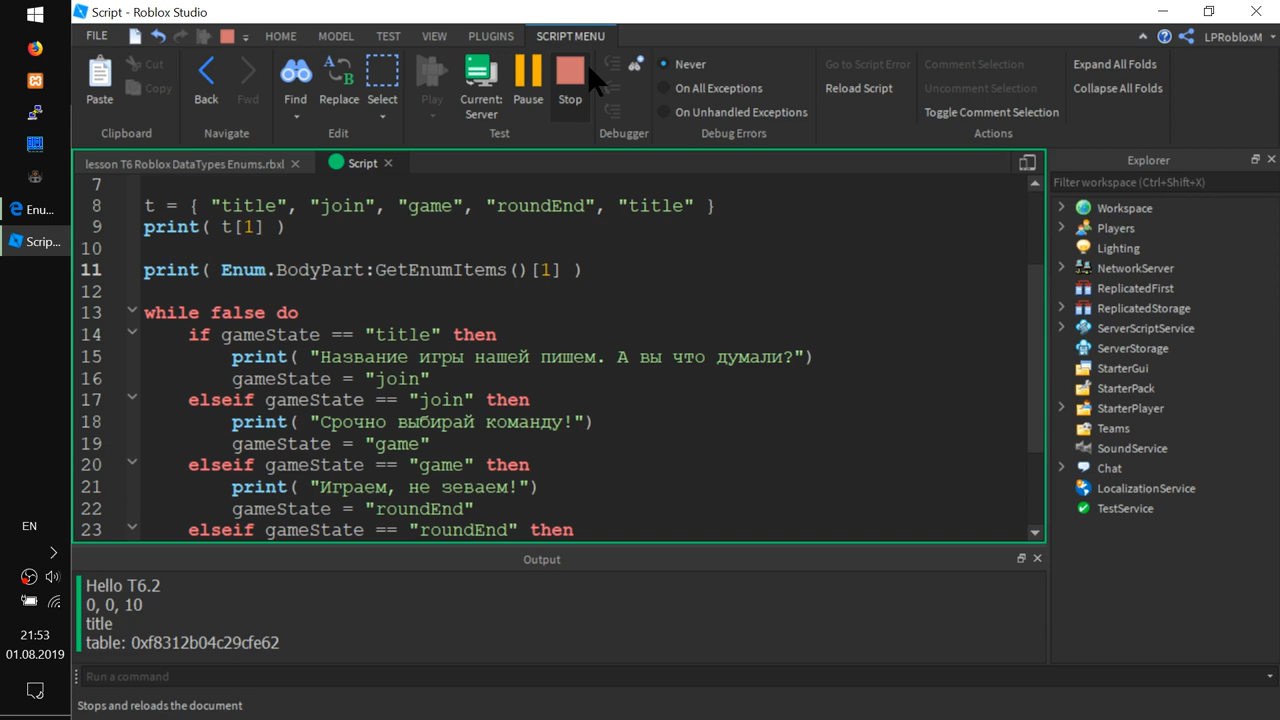 Script - Roblox Studio
FILE HOME MODEL TEST VIEW PLUGINS SCRIPT MENU LPRobloxM
Paste
Cut
Copy
Clipboard
Back
Fwd
Navigate
Find
Replace
Select
Edit
Play
Current: Server
Pause
Stop
Test
Debugger
Never
On All Exceptions
On Unhandled Exceptions
Debug Errors
Go to Script Error
Reload Script
Comment Selection
Uncomment Selection
Toggle Comment Selection
Expand All Folds
Collapse All Folds
Actions
lesson T6 Roblox DataTypes Enums.rbxl
Script
7
8 t = { "title", "join", "game", "roundEnd", "title" }
9 print( t[1] )
10
11 print( Enum.BodyPart:GetEnumItems()[1] )
12
13 while false do
14 if gameState == "title" then
15 print( "Название игры нашей пишем. А вы что думали?")
16 gameState = "join"
17 elseif gameState == "join" then
18 print( "Срочно выбирай команду!")
19 gameState = "game"
20 elseif gameState == "game" then
21 print( "Играем, не зеваем!")
22 gameState = "roundEnd"
23 elseif gameState == "roundEnd" then
Explorer
Filter workspace (Ctrl+Shift+X)
Workspace
Players
Lighting
NetworkServer
ReplicatedFirst
ReplicatedStorage
ServerScriptService
ServerStorage
StarterGui
StarterPack
StarterPlayer
Teams
SoundService
Chat
LocalizationService
TestService
Output
Hello T6.2
0, 0, 10
title
table: 0xf8312b04c29cfe62
Run a command
Stops and reloads the document
Enu...
Scrip...
EN
21:53
01.08.2019